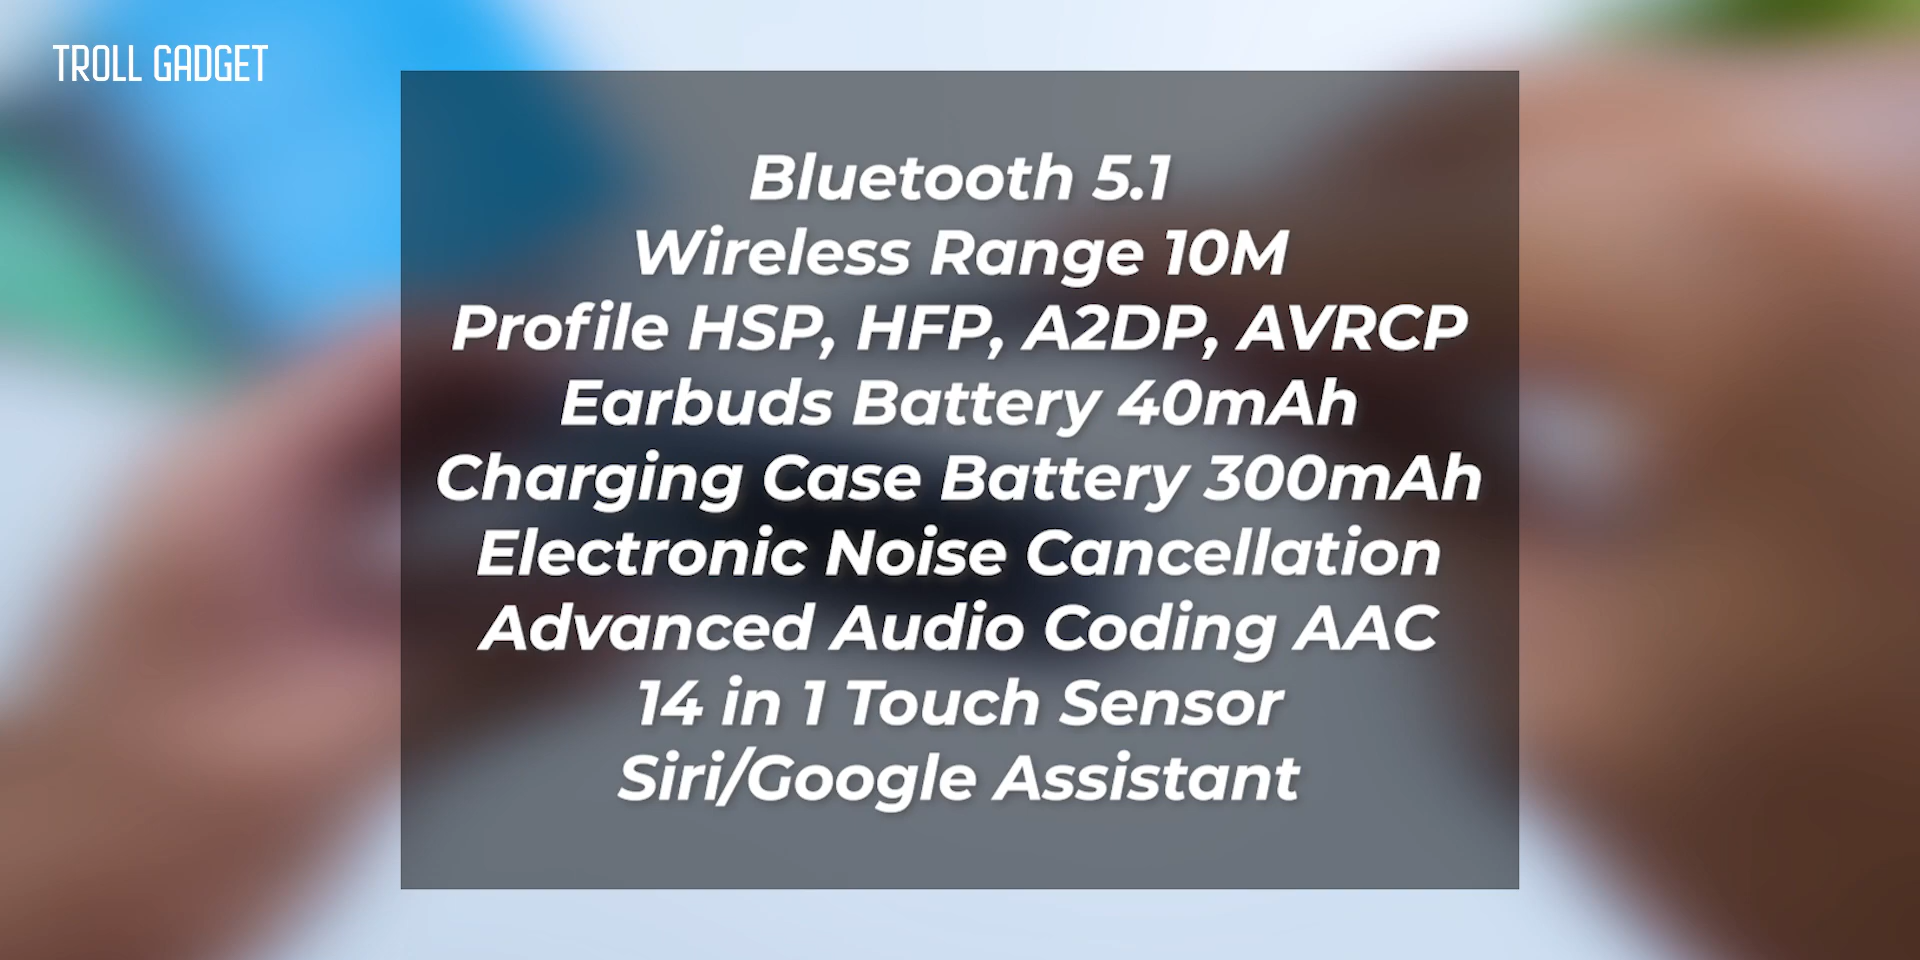 TROLL GADGET
Bluetooth 5.1
Wireless Range 10M
Profile HSP, HFP, A2DP, AVRCP
Earbuds Battery 40mAh
Charging Case Battery 300mAh
Electronic Noise Cancellation
Advanced Audio Coding AAC
14 in 1 Touch Sensor
Siri/Google Assistant